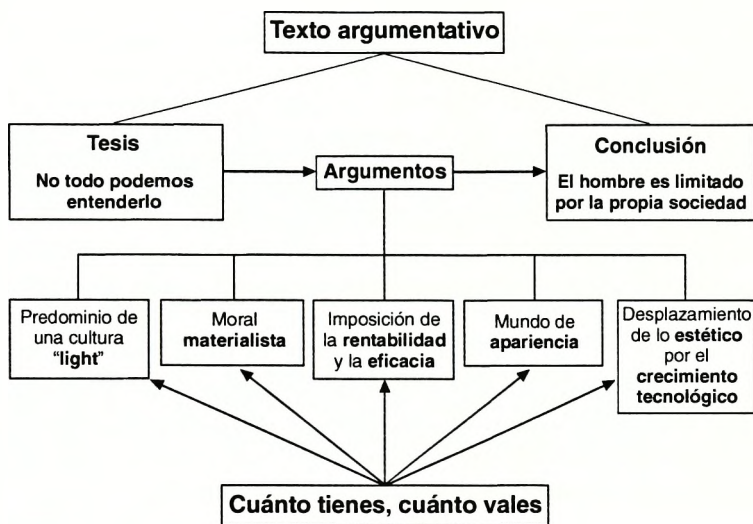 Texto argumentativo
Tesis
No todo podemos
entenderlo
Argumentos
Conclusión
El hombre es limitado
por la propia sociedad
Predominio de
una cultura
"light"
Moral
materialista
Imposición de
la rentabilidad
y la eficacia
Mundo de
apariencia
Desplazamiento
de lo estético
por el
crecimiento
tecnológico
Cuánto tienes, cuánto vales